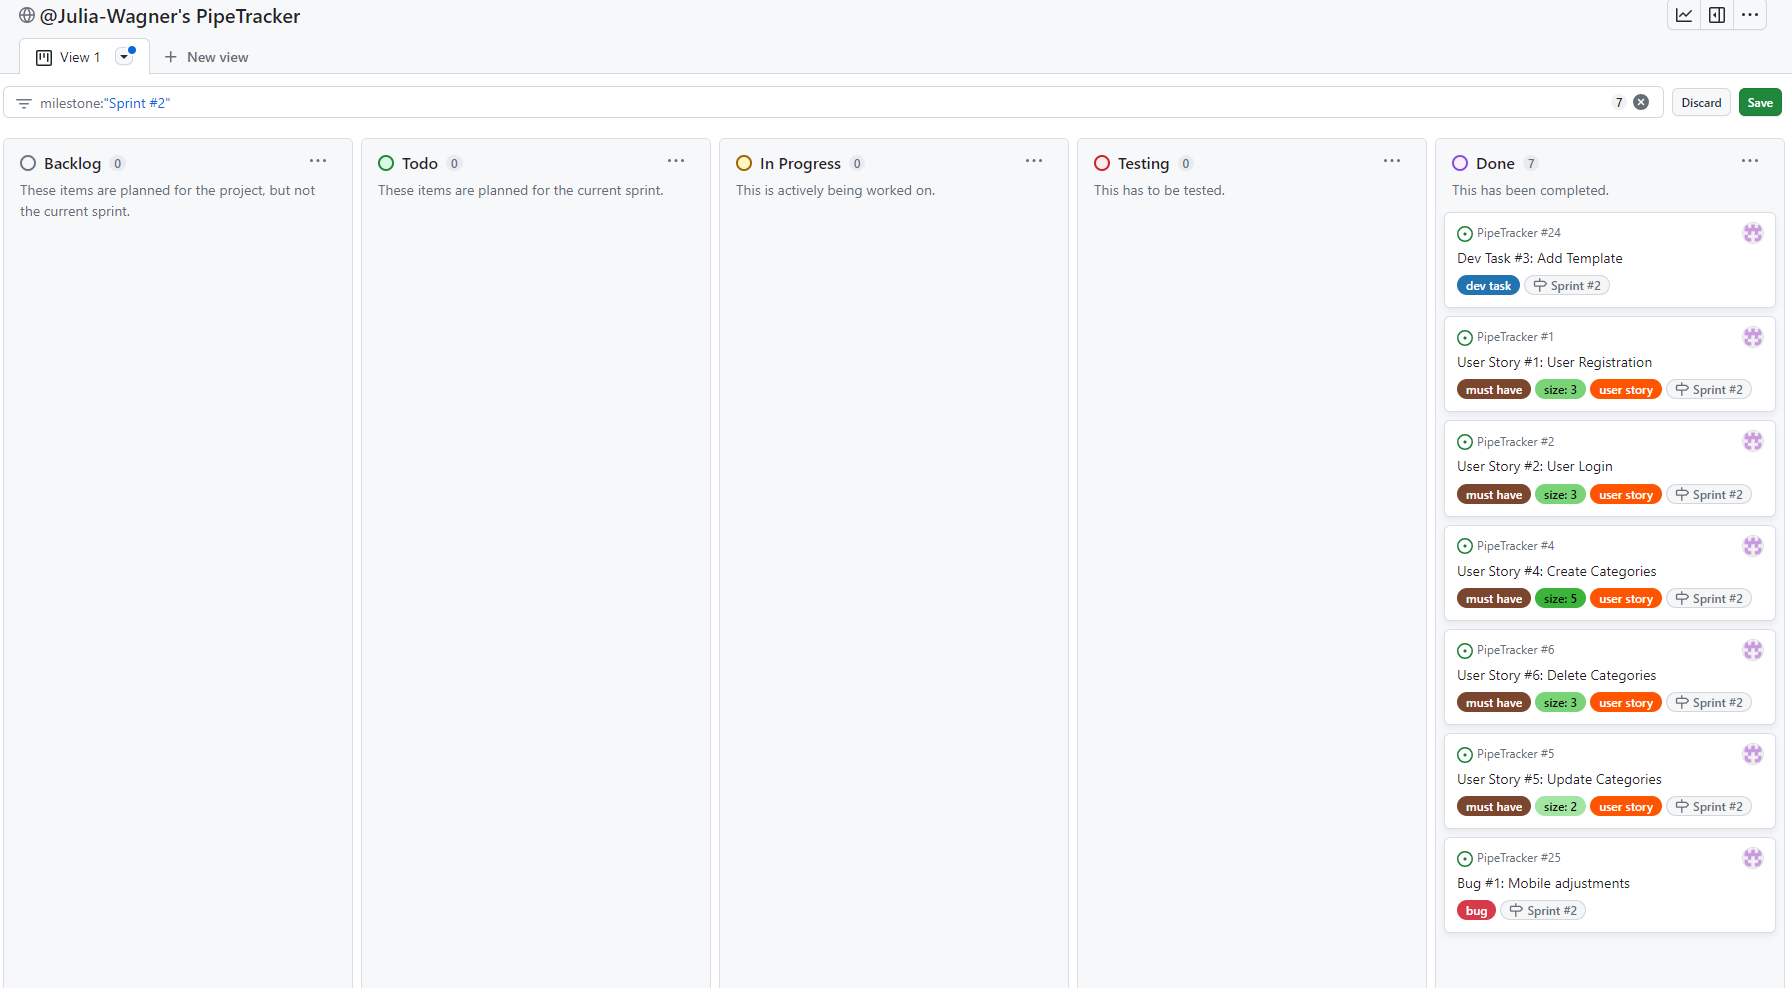 @Julia-Wagner's PipeTracker
View 1
New view
milestone:"Sprint #2"
7
Discard
Save
Backlog 0
These items are planned for the project, but not
the current sprint.
Todo 0
These items are planned for the current sprint.
In Progress 0
This is actively being worked on.
Testing 0
This has to be tested.
Done 7
This has been completed.
PipeTracker #24
Dev Task #3: Add Template
dev task Sprint #2
PipeTracker #1
User Story #1: User Registration
must have size: 3 user story Sprint #2
PipeTracker #2
User Story #2: User Login
must have size: 3 user story Sprint #2
PipeTracker #4
User Story #4: Create Categories
must have size: 5 user story Sprint #2
PipeTracker #6
User Story #6: Delete Categories
must have size: 3 user story Sprint #2
PipeTracker #5
User Story #5: Update Categories
must have size: 2 user story Sprint #2
PipeTracker #25
Bug #1: Mobile adjustments
bug Sprint #2